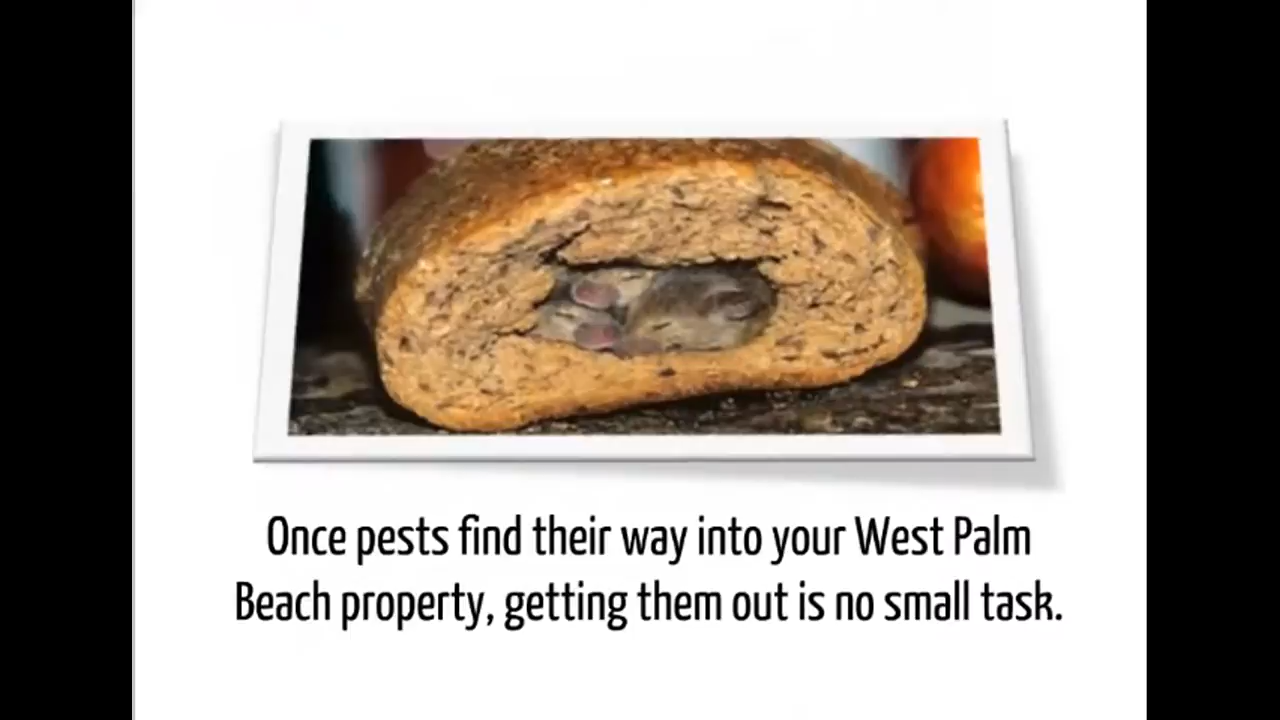 Once pests find their way into your West Palm
Beach property, getting them out is no small task.